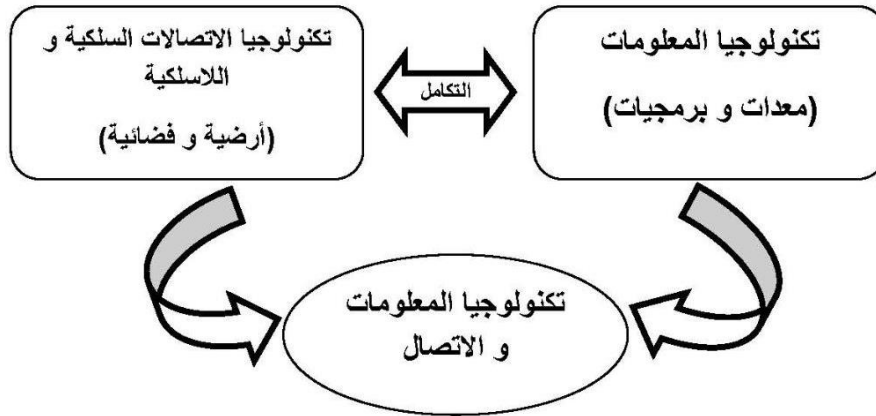 تكنولوجيا المعلومات
(معدات و برمجيات)
التكامل
تكنولوجيا الاتصالات السلكية و
اللاسلكية
(أرضية و فضائية)
تكنولوجيا المعلومات
و الاتصال